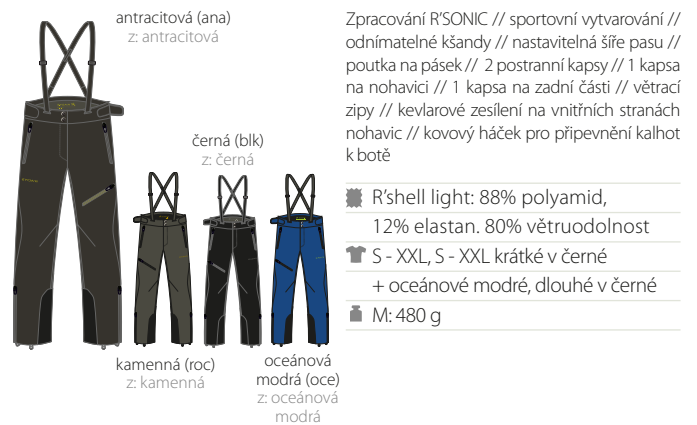 antracitová (ana)
z: antracitová
černá (blk)
z: černá
kamenná (roc)
z: kamenná
oceánová
modrá (oce)
z: oceánová
modrá
Zpracování R’SONIC // sportovní vytvarování //
odnímatelné kšandy // nastavitelná šíře pasu //
poutka na pásek // 2 postranní kapsy // 1 kapsa
na nohavici // 1 kapsa na zadní části // větrací
zipy // kevlarové zesílení na vnitřních stranách
nohavic // kovový háček pro připevnění kalhot
k botě
R’shell light: 88% polyamid,
12% elastan. 80% větruodolnost
S - XXL, S - XXL krátké v černé
+ oceánové modré, dlouhé v černé
M: 480 g